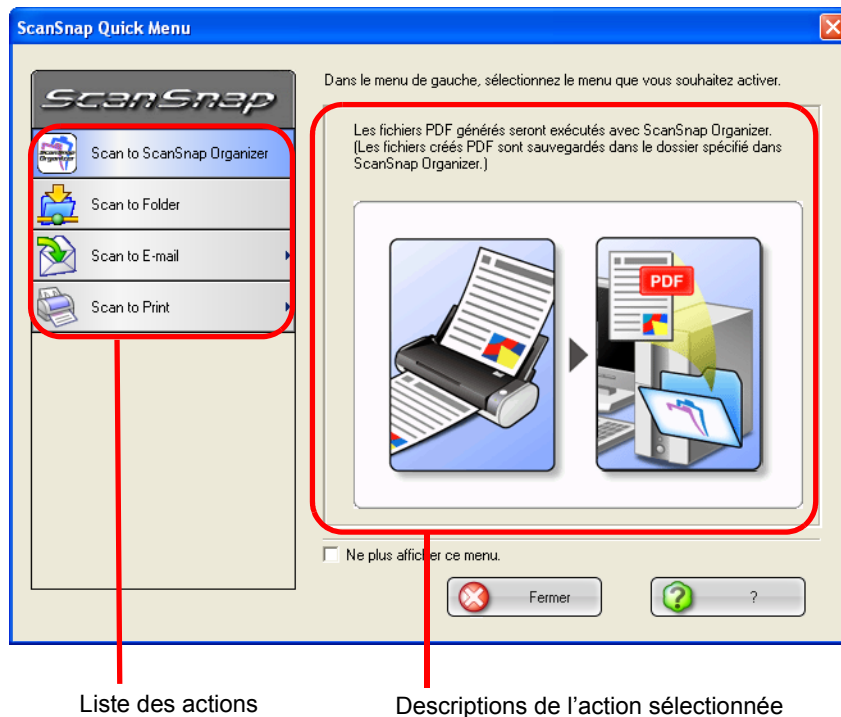 ScanSnap Quick Menu
ScanSnap
Dans le menu de gauche, sélectionnez le menu que vous souhaitez activer.
Scan to ScanSnap Organizer
Scan to Folder
Scan to E-mail
Scan to Print
Les fichiers PDF générés seront exécutés avec ScanSnap Organizer.
(Les fichiers créés PDF sont sauvegardés dans le dossier spécifié dans
ScanSnap Organizer.)
PDF
Ne plus afficher ce menu.
Fermer
?
Liste des actions
Descriptions de l’action sélectionnée